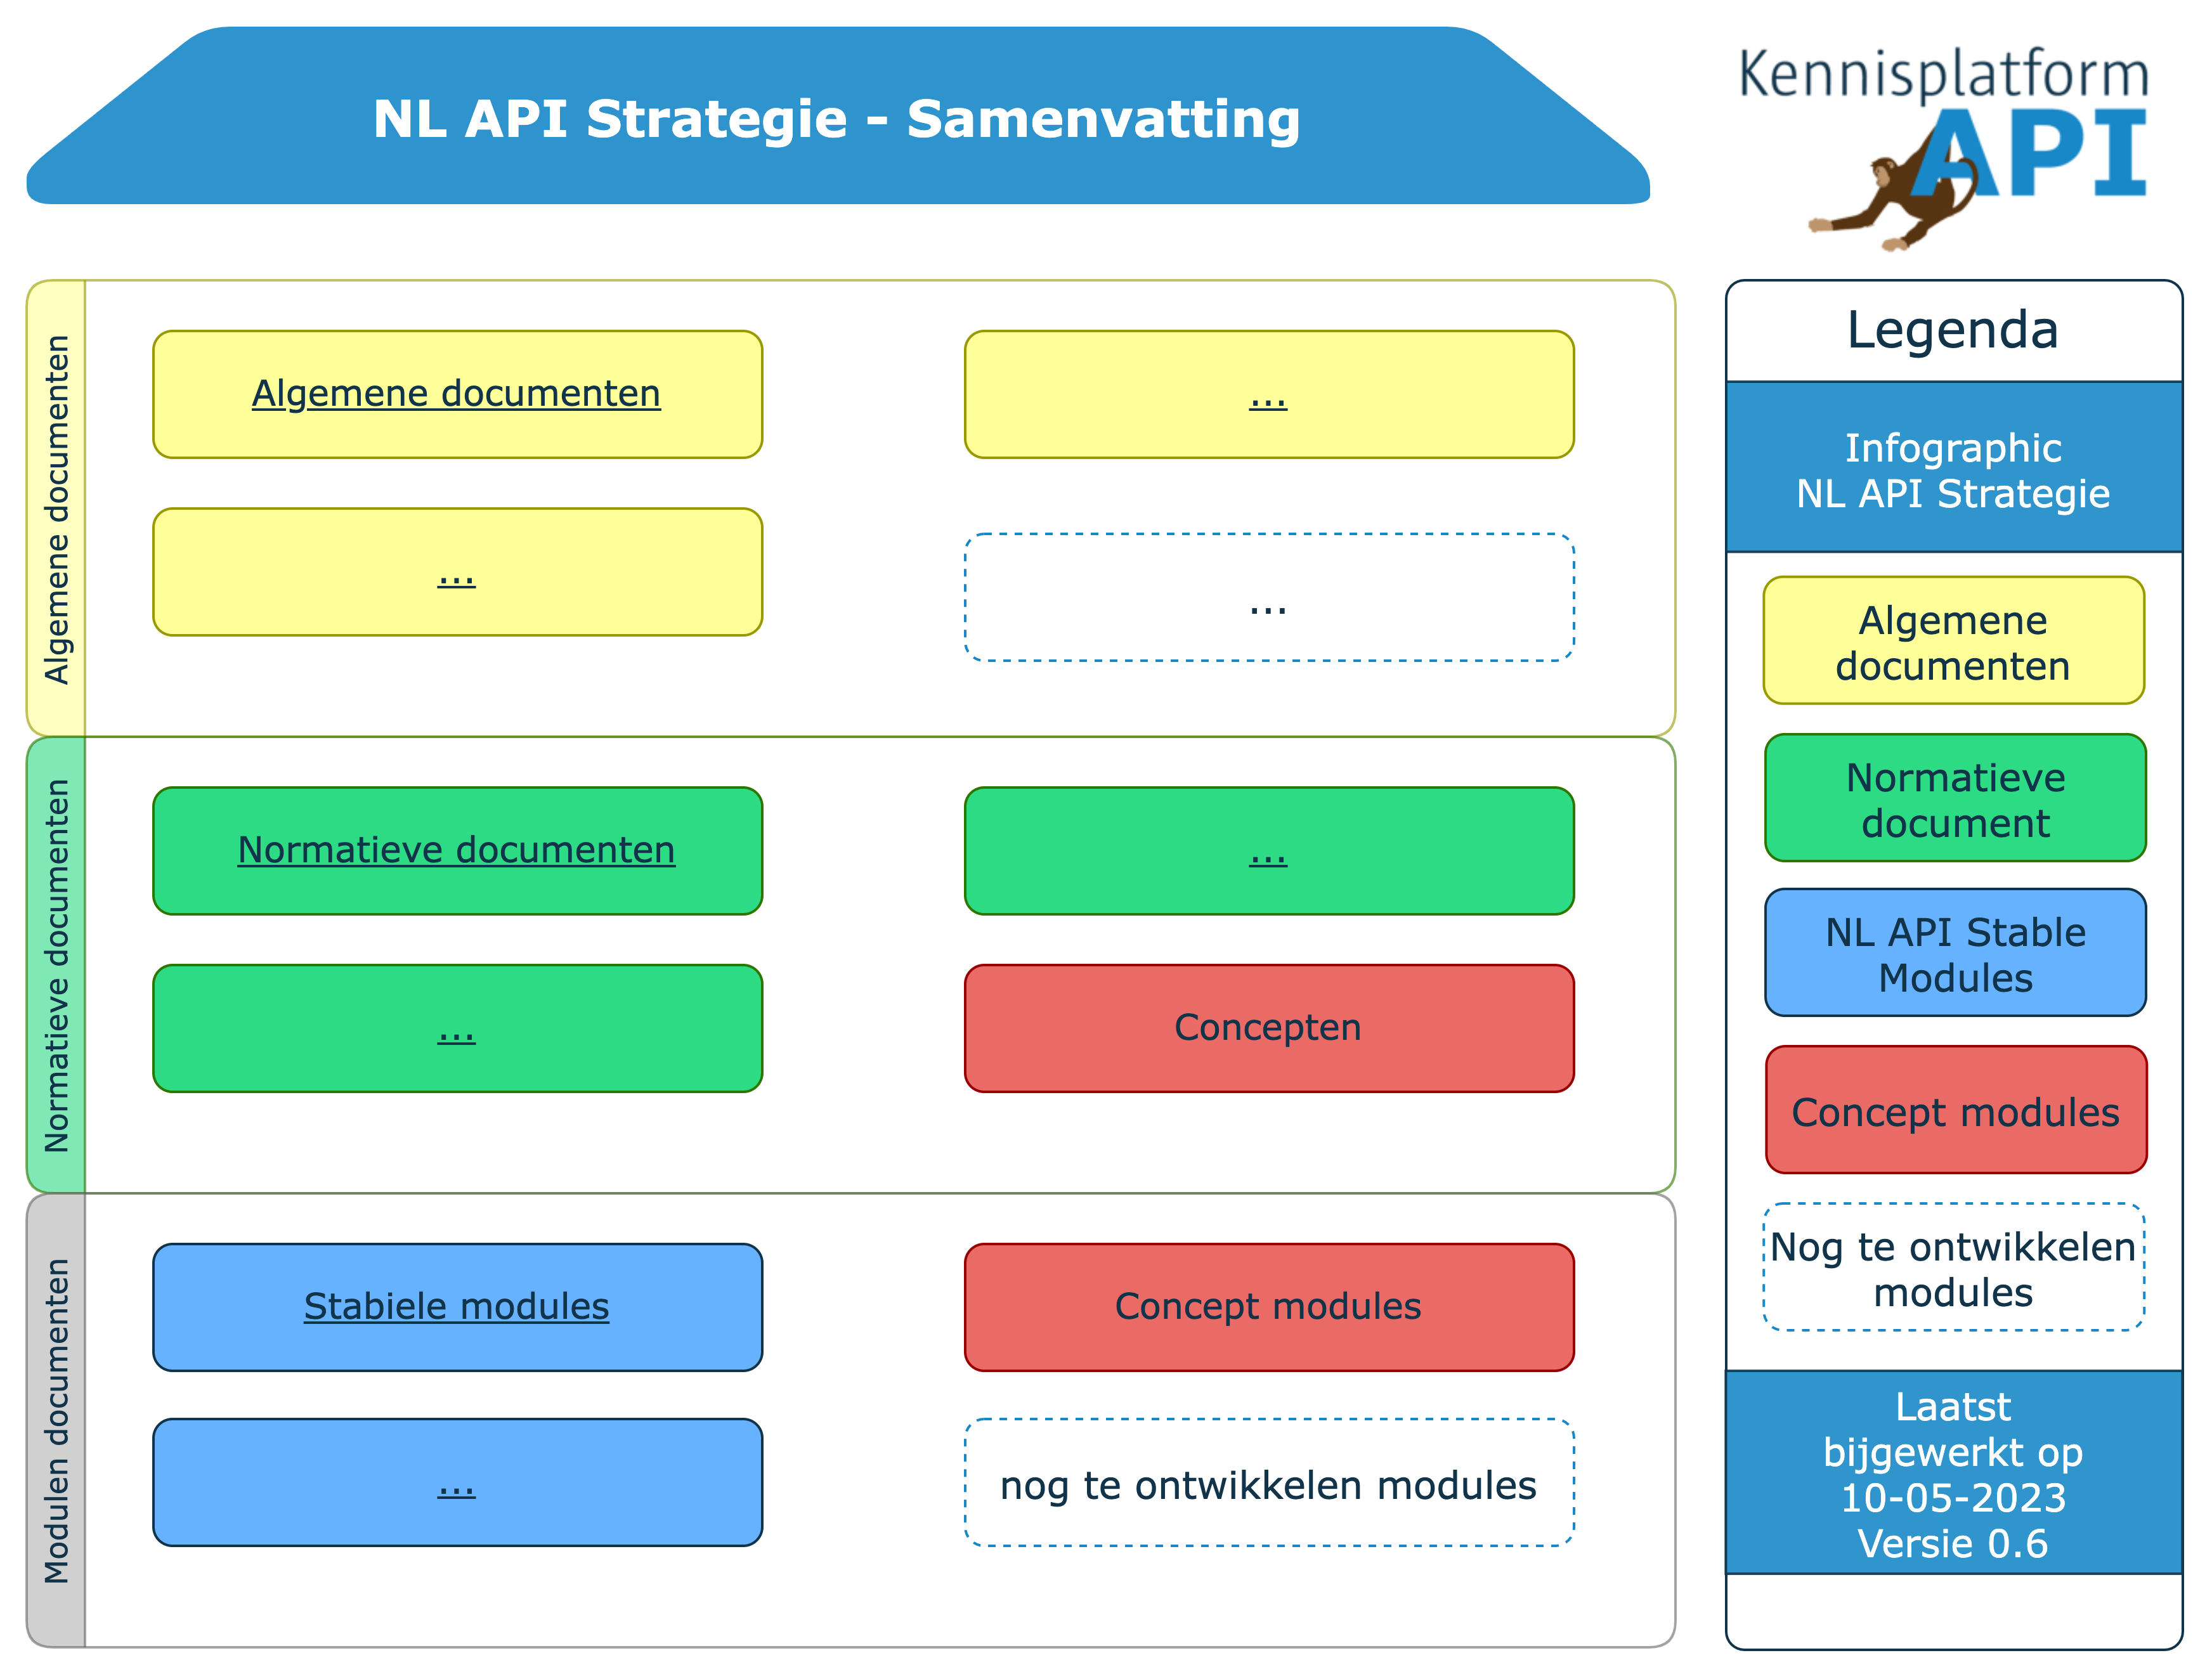 NL API Strategie - Samenvatting
Kennisplatform
API
Algemene documenten
Algemene documenten
...
...
...
Normatieve documenten
Normatieve documenten
...
...
Concepten
Modulen documenten
Stabiele modules
Concept modules
...
nog te ontwikkelen modules
Legenda
Infographic
NL API Strategie
Algemene
documenten
Normatieve
document
NL API Stable
Modules
Concept modules
Nog te ontwikkelen
modules
Laatst
bijgewerkt op
10-05-2023
Versie 0.6